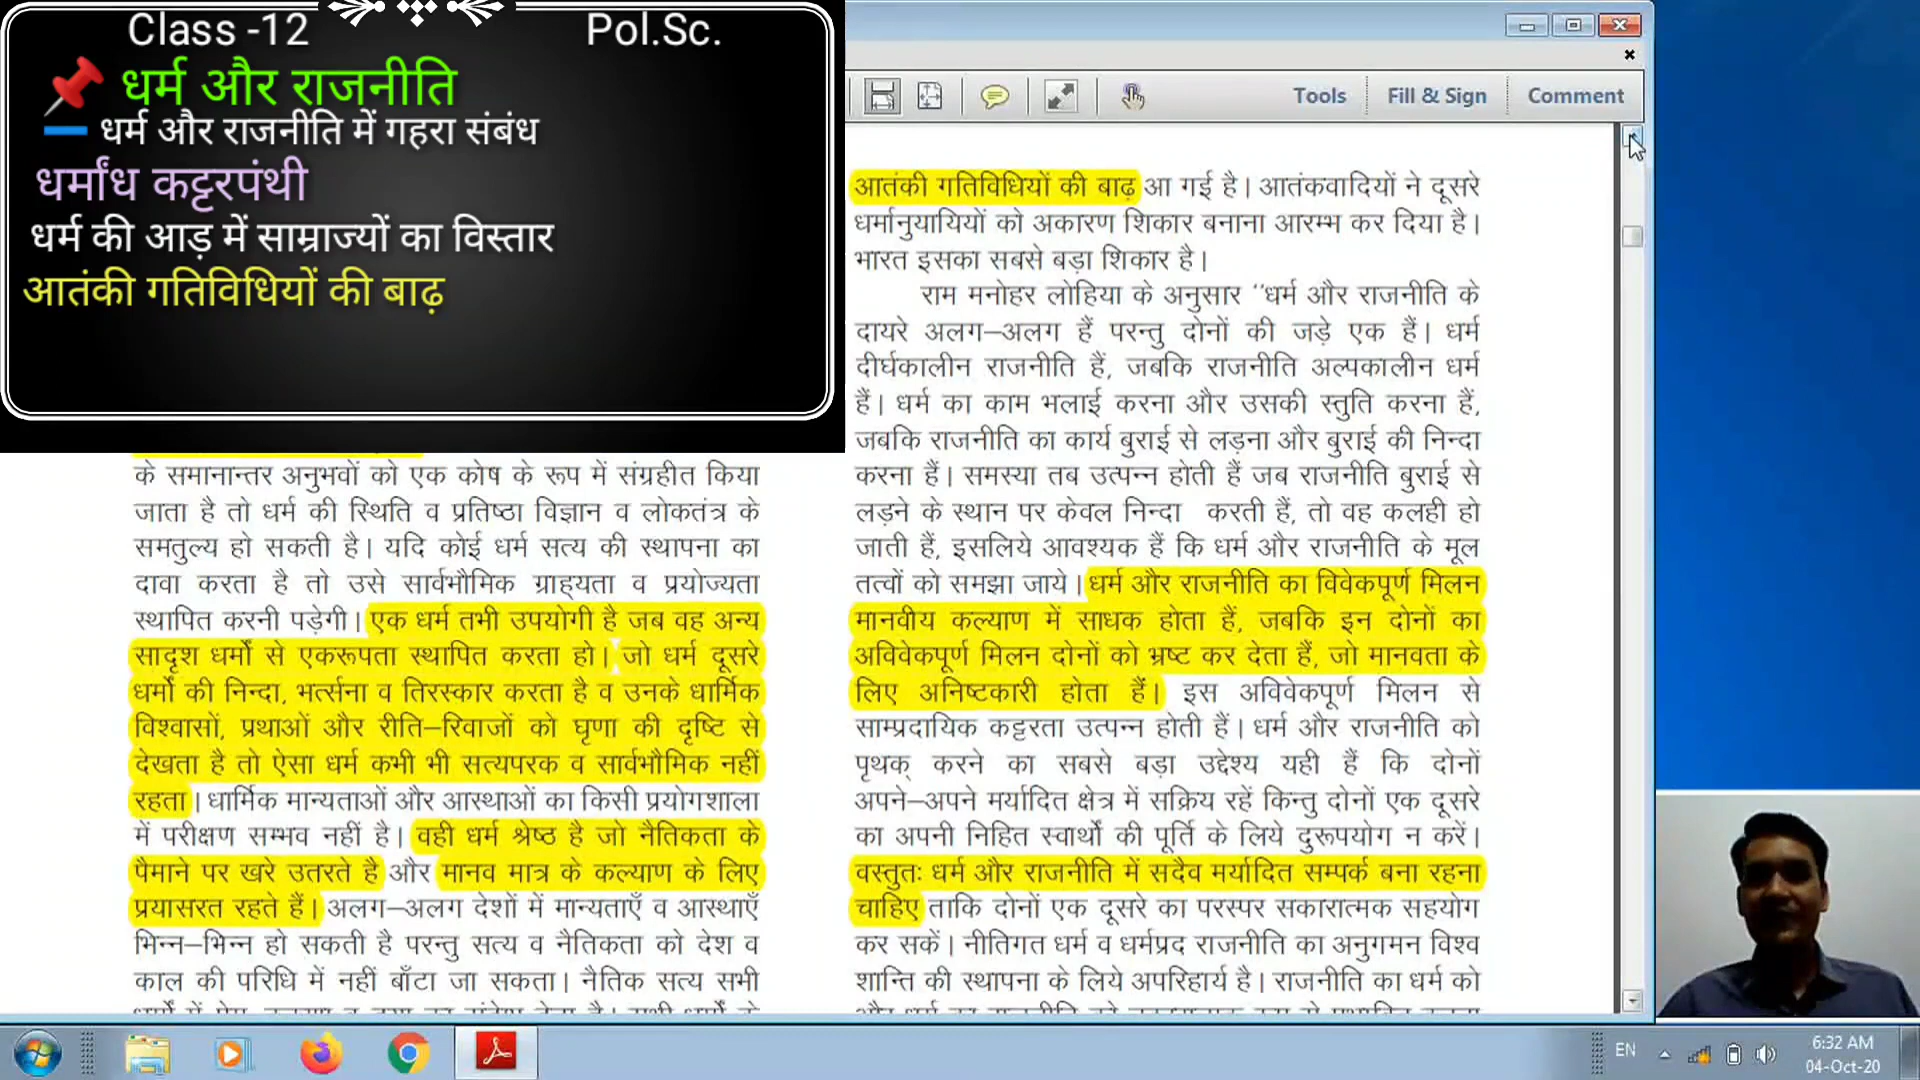 Class -12 Pol.Sc.
धर्म और राजनीति
धर्म और राजनीति में गहरा संबंध
धर्मांध कट्टरपंथी
धर्म की आड़ में साम्राज्यों का विस्तार
आतंकी गतिविधियों की बाढ़
Tools Fill & Sign Comment
के समानान्तर अनुभवों को एक कोष के रूप में संग्रहीत किया
जाता है तो धर्म की स्थिति व प्रतिष्ठा विज्ञान व लोकतंत्र के
समतुल्य हो सकती है। यदि कोई धर्म सत्य की स्थापना का
दावा करता है तो उसे सार्वभौमिक ग्राह्यता व प्रयोज्यता
स्थापित करनी पड़ेगी। एक धर्म तभी उपयोगी है जब वह अन्य
सादृश धर्मों से एकरूपता स्थापित करता हो। जो धर्म दूसरे
धर्मो की निन्दा, भर्त्सना व तिरस्कार करता है व उनके धार्मिक
विश्वासों, प्रथाओं और रीति–रिवाजों को घृणा की दृष्टि से
देखता है तो ऐसा धर्म कभी भी सत्यपरक व सार्वभौमिक नहीं
रहता। धार्मिक मान्यताओं और आस्थाओं का किसी प्रयोगशाला
में परीक्षण सम्भव नहीं है। वही धर्म श्रेष्ठ है जो नैतिकता के
पैमाने पर खरे उतरते है और मानव मात्र के कल्याण के लिए
प्रयासरत रहते हैं। अलग–अलग देशों में मान्यताएँ व आस्थाएँ
भिन्न–भिन्न हो सकती है परन्तु सत्य व नैतिकता को देश व
काल की परिधि में नहीं बाँटा जा सकता। नैतिक सत्य सभी
आतंकी गतिविधियों की बाढ़ आ गई है। आतंकवादियों ने दूसरे
धर्मानुयायियों को अकारण शिकार बनाना आरम्भ कर दिया है।
भारत इसका सबसे बड़ा शिकार है।
राम मनोहर लोहिया के अनुसार ''धर्म और राजनीति के
दायरे अलग–अलग हैं परन्तु दोनों की जड़े एक हैं। धर्म
दीर्घकालीन राजनीति हैं, जबकि राजनीति अल्पकालीन धर्म
हैं। धर्म का काम भलाई करना और उसकी स्तुति करना हैं,
जबकि राजनीति का कार्य बुराई से लड़ना और बुराई की निन्दा
करना हैं। समस्या तब उत्पन्न होती हैं जब राजनीति बुराई से
लड़ने के स्थान पर केवल निन्दा करती हैं, तो वह कलही हो
जाती हैं, इसलिये आवश्यक हैं कि धर्म और राजनीति के मूल
तत्वों को समझा जाये। धर्म और राजनीति का विवेकपूर्ण मिलन
मानवीय कल्याण में साधक होता हैं, जबकि इन दोनों का
अविवेकपूर्ण मिलन दोनों को भ्रष्ट कर देता हैं, जो मानवता के
लिए अनिष्टकारी होता हैं। इस अविवेकपूर्ण मिलन से
साम्प्रदायिक कट्टरता उत्पन्न होती हैं। धर्म और राजनीति को
पृथक् करने का सबसे बड़ा उद्देश्य यही हैं कि दोनों
अपने–अपने मर्यादित क्षेत्र में सक्रिय रहें किन्तु दोनों एक दूसरे
का अपनी निहित स्वार्थों की पूर्ति के लिये दुरूपयोग न करें।
वस्तुतः धर्म और राजनीति में सदैव मर्यादित सम्पर्क बना रहना
चाहिए ताकि दोनों एक दूसरे का परस्पर सकारात्मक सहयोग
कर सकें। नीतिगत धर्म व धर्मप्रद राजनीति का अनुगमन विश्व
शान्ति की स्थापना के लिये अपरिहार्य है। राजनीति का धर्म को
EN
6:32 AM
04-Oct-20